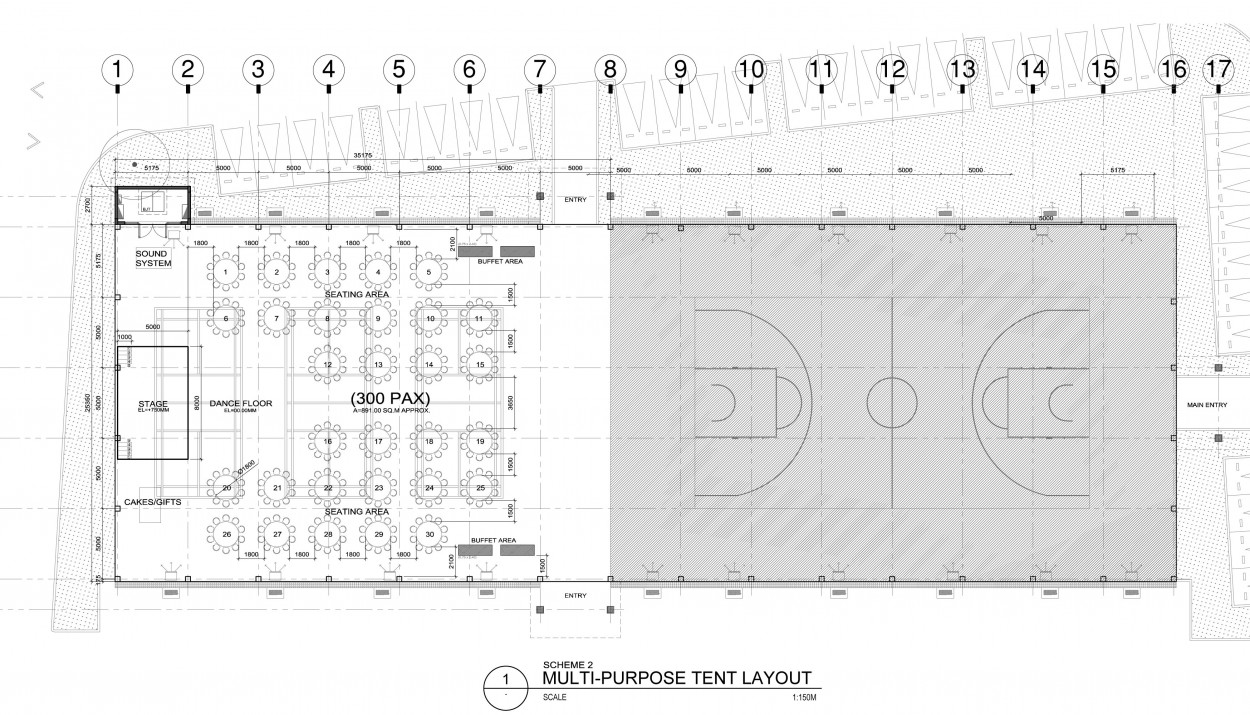 1 2 3 4 5 6 7 8 9 10 11 12 13 14 15 16 17
35175
5175 5000 5000 5000 5000 5000 5000 5000 5000 5000 5000 5000 5175
5000
2700
ENTRY
SOUND
SYSTEM
1800 1800 1800 1800
2100
BUFFET AREA
5175
1 2 3 4 5
SEATING AREA
1500
6 7 8 9 10 11
5000
5000
1000
1500
12 13 14 15
STAGE
EL=+750MM
8000
DANCE FLOOR
EL=00.00MM
(300 PAX)
A=891.00 SQ.M APPROX.
3650
MAIN ENTRY
25350
5000
16 17 18 19
Ø1800
1500
5000
20 21 22 23 24 25
CAKES/GIFTS
SEATING AREA
1500
5000
26 27 28 29 30
BUFFET AREA
1800 1800 1800 1800
2100
1500
175
ENTRY
SCHEME 2
1 MULTI-PURPOSE TENT LAYOUT
- SCALE 1:150M